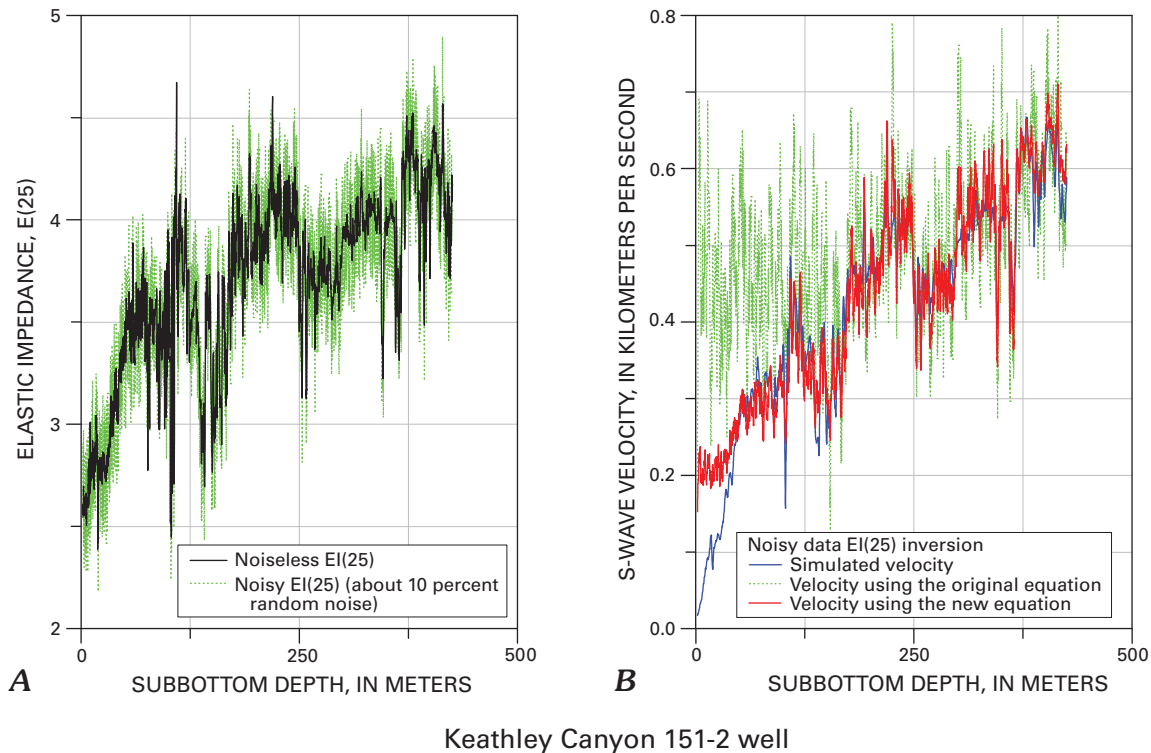 5
4
3
2
0
250
500
ELASTIC IMPEDANCE, E(25)
Noiseless EI(25)
Noisy EI(25) (about 10 percent
random noise)
A
SUBBOTTOM DEPTH, IN METERS
0.8
0.6
0.4
0.2
0.0
0
250
500
S-WAVE VELOCITY, IN KILOMETERS PER SECOND
Noisy data EI(25) inversion
Simulated velocity
Velocity using the original equation
Velocity using the new equation
B
SUBBOTTOM DEPTH, IN METERS
Keathley Canyon 151-2 well